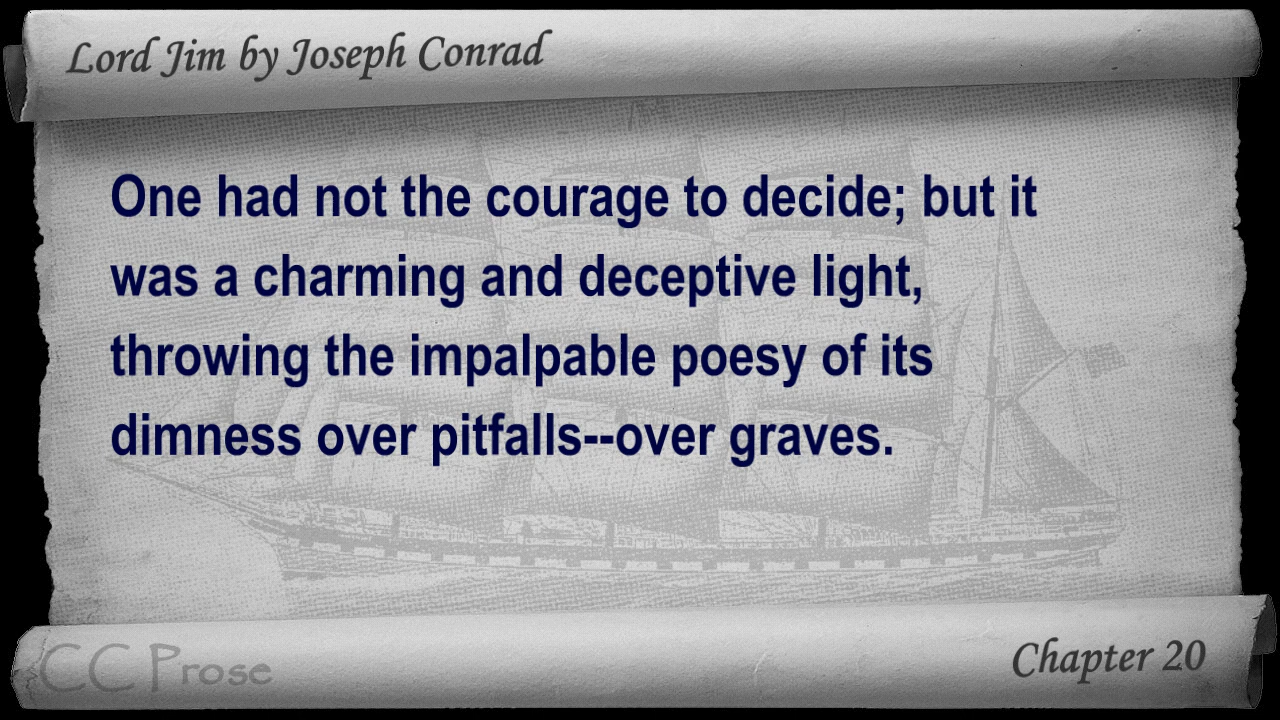 Lord Jim by Joseph Conrad
One had not the courage to decide; but it
was a charming and deceptive light,
throwing the impalpable poesy of its
dimness over pitfalls--over graves.
CC Prose
Chapter 20